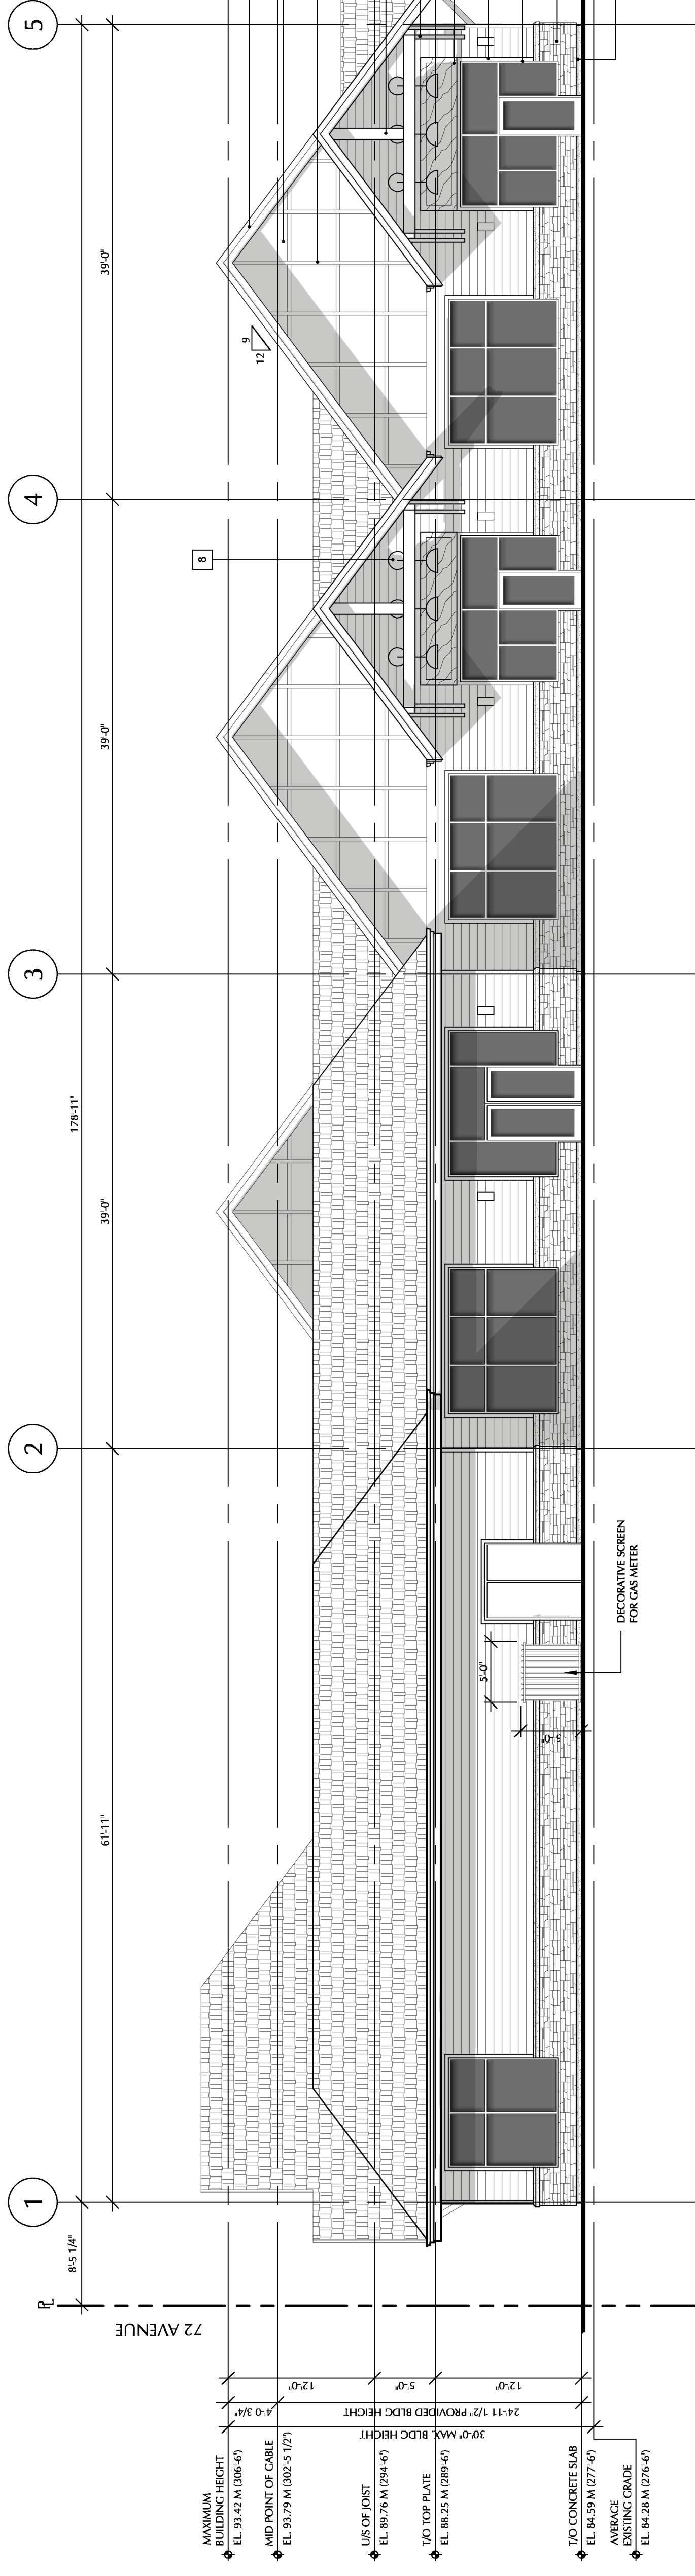 1
2
3
4
5
178'-11"
8'-5 1/4"
61'-11"
39'-0"
39'-0"
39'-0"
P L
72 AVENUE
8
9
12
5'-0"
5'-0"
DECORATIVE SCREEN
FOR GAS METER
12'-0"
5'-0"
12'-0"
4'-0 3/4"
24'-11 1/2" PROVIDED BLDG HEIGHT
30'-0" MAX. BLDG HEIGHT
MAXIMUM
BUILDING HEIGHT
EL. 93.42 M (306'-6")
MID POINT OF GABLE
EL. 93.79 M (302'-5 1/2")
U/S OF JOIST
EL. 89.76 M (294'-6")
T/O TOP PLATE
EL. 88.25 M (289'-6")
T/O CONCRETE SLAB
EL. 84.59 M (277'-6")
AVERAGE
EXISTING GRADE
EL. 84.28 M (276'-6")